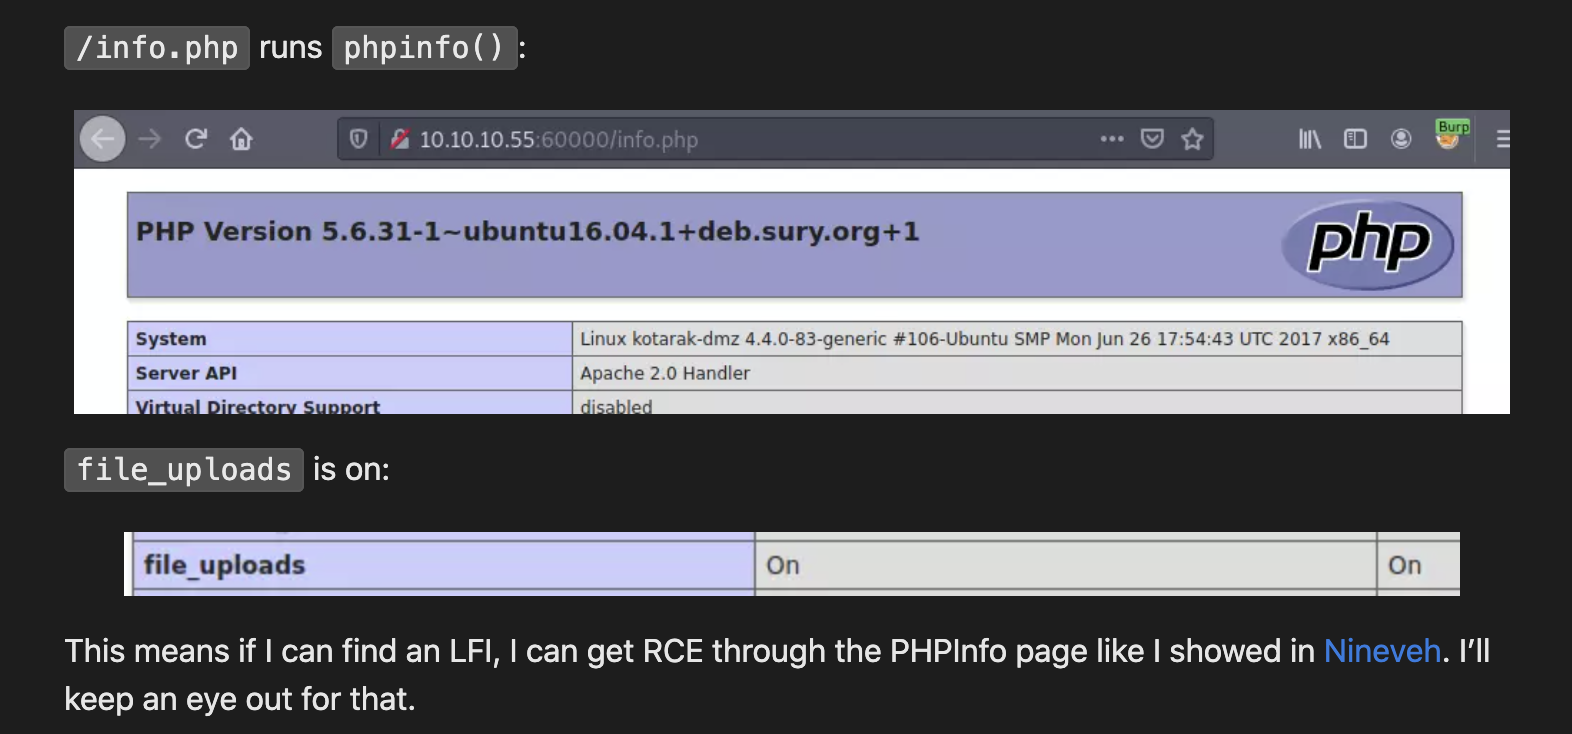 /info.php runs phpinfo():
10.10.10.55:60000/info.php
Burp
PHP Version 5.6.31-1~ubuntu16.04.1+deb.sury.org+1
php
System Linux kotarak-dmz 4.4.0-83-generic #106-Ubuntu SMP Mon Jun 26 17:54:43 UTC 2017 x86_64
Server API Apache 2.0 Handler
Virtual Directory Support disabled
file_uploads is on:
file_uploads On On
This means if I can find an LFI, I can get RCE through the PHPInfo page like I showed in Nineveh. I’ll
keep an eye out for that.